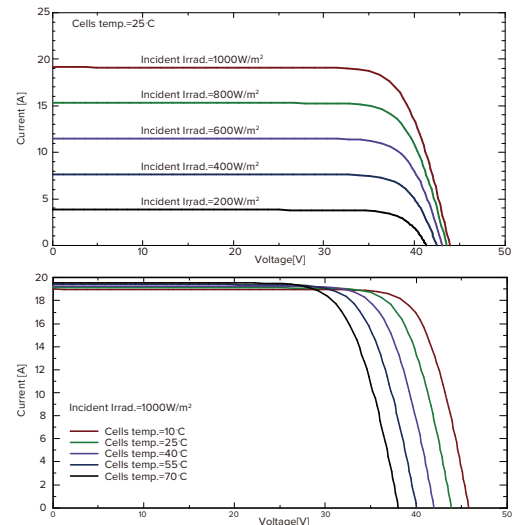 Cells temp.=25·C
Incident Irrad.=1000W/m²
Incident Irrad.=800W/m²
Incident Irrad.=600W/m²
Incident Irrad.=400W/m²
Incident Irrad.=200W/m²
Current [A]
25
20
15
10
5
0
0 10 20 30 40 50
Voltage[V]
Current [A]
20
18
16
14
12
10
8
6
4
2
0
Incident Irrad.=1000W/m²
Cells temp.=10·C
Cells temp.=25·C
Cells temp.=40·C
Cells temp.=55·C
Cells temp.=70·C
0 10 20 30 40 50
Voltage[V]